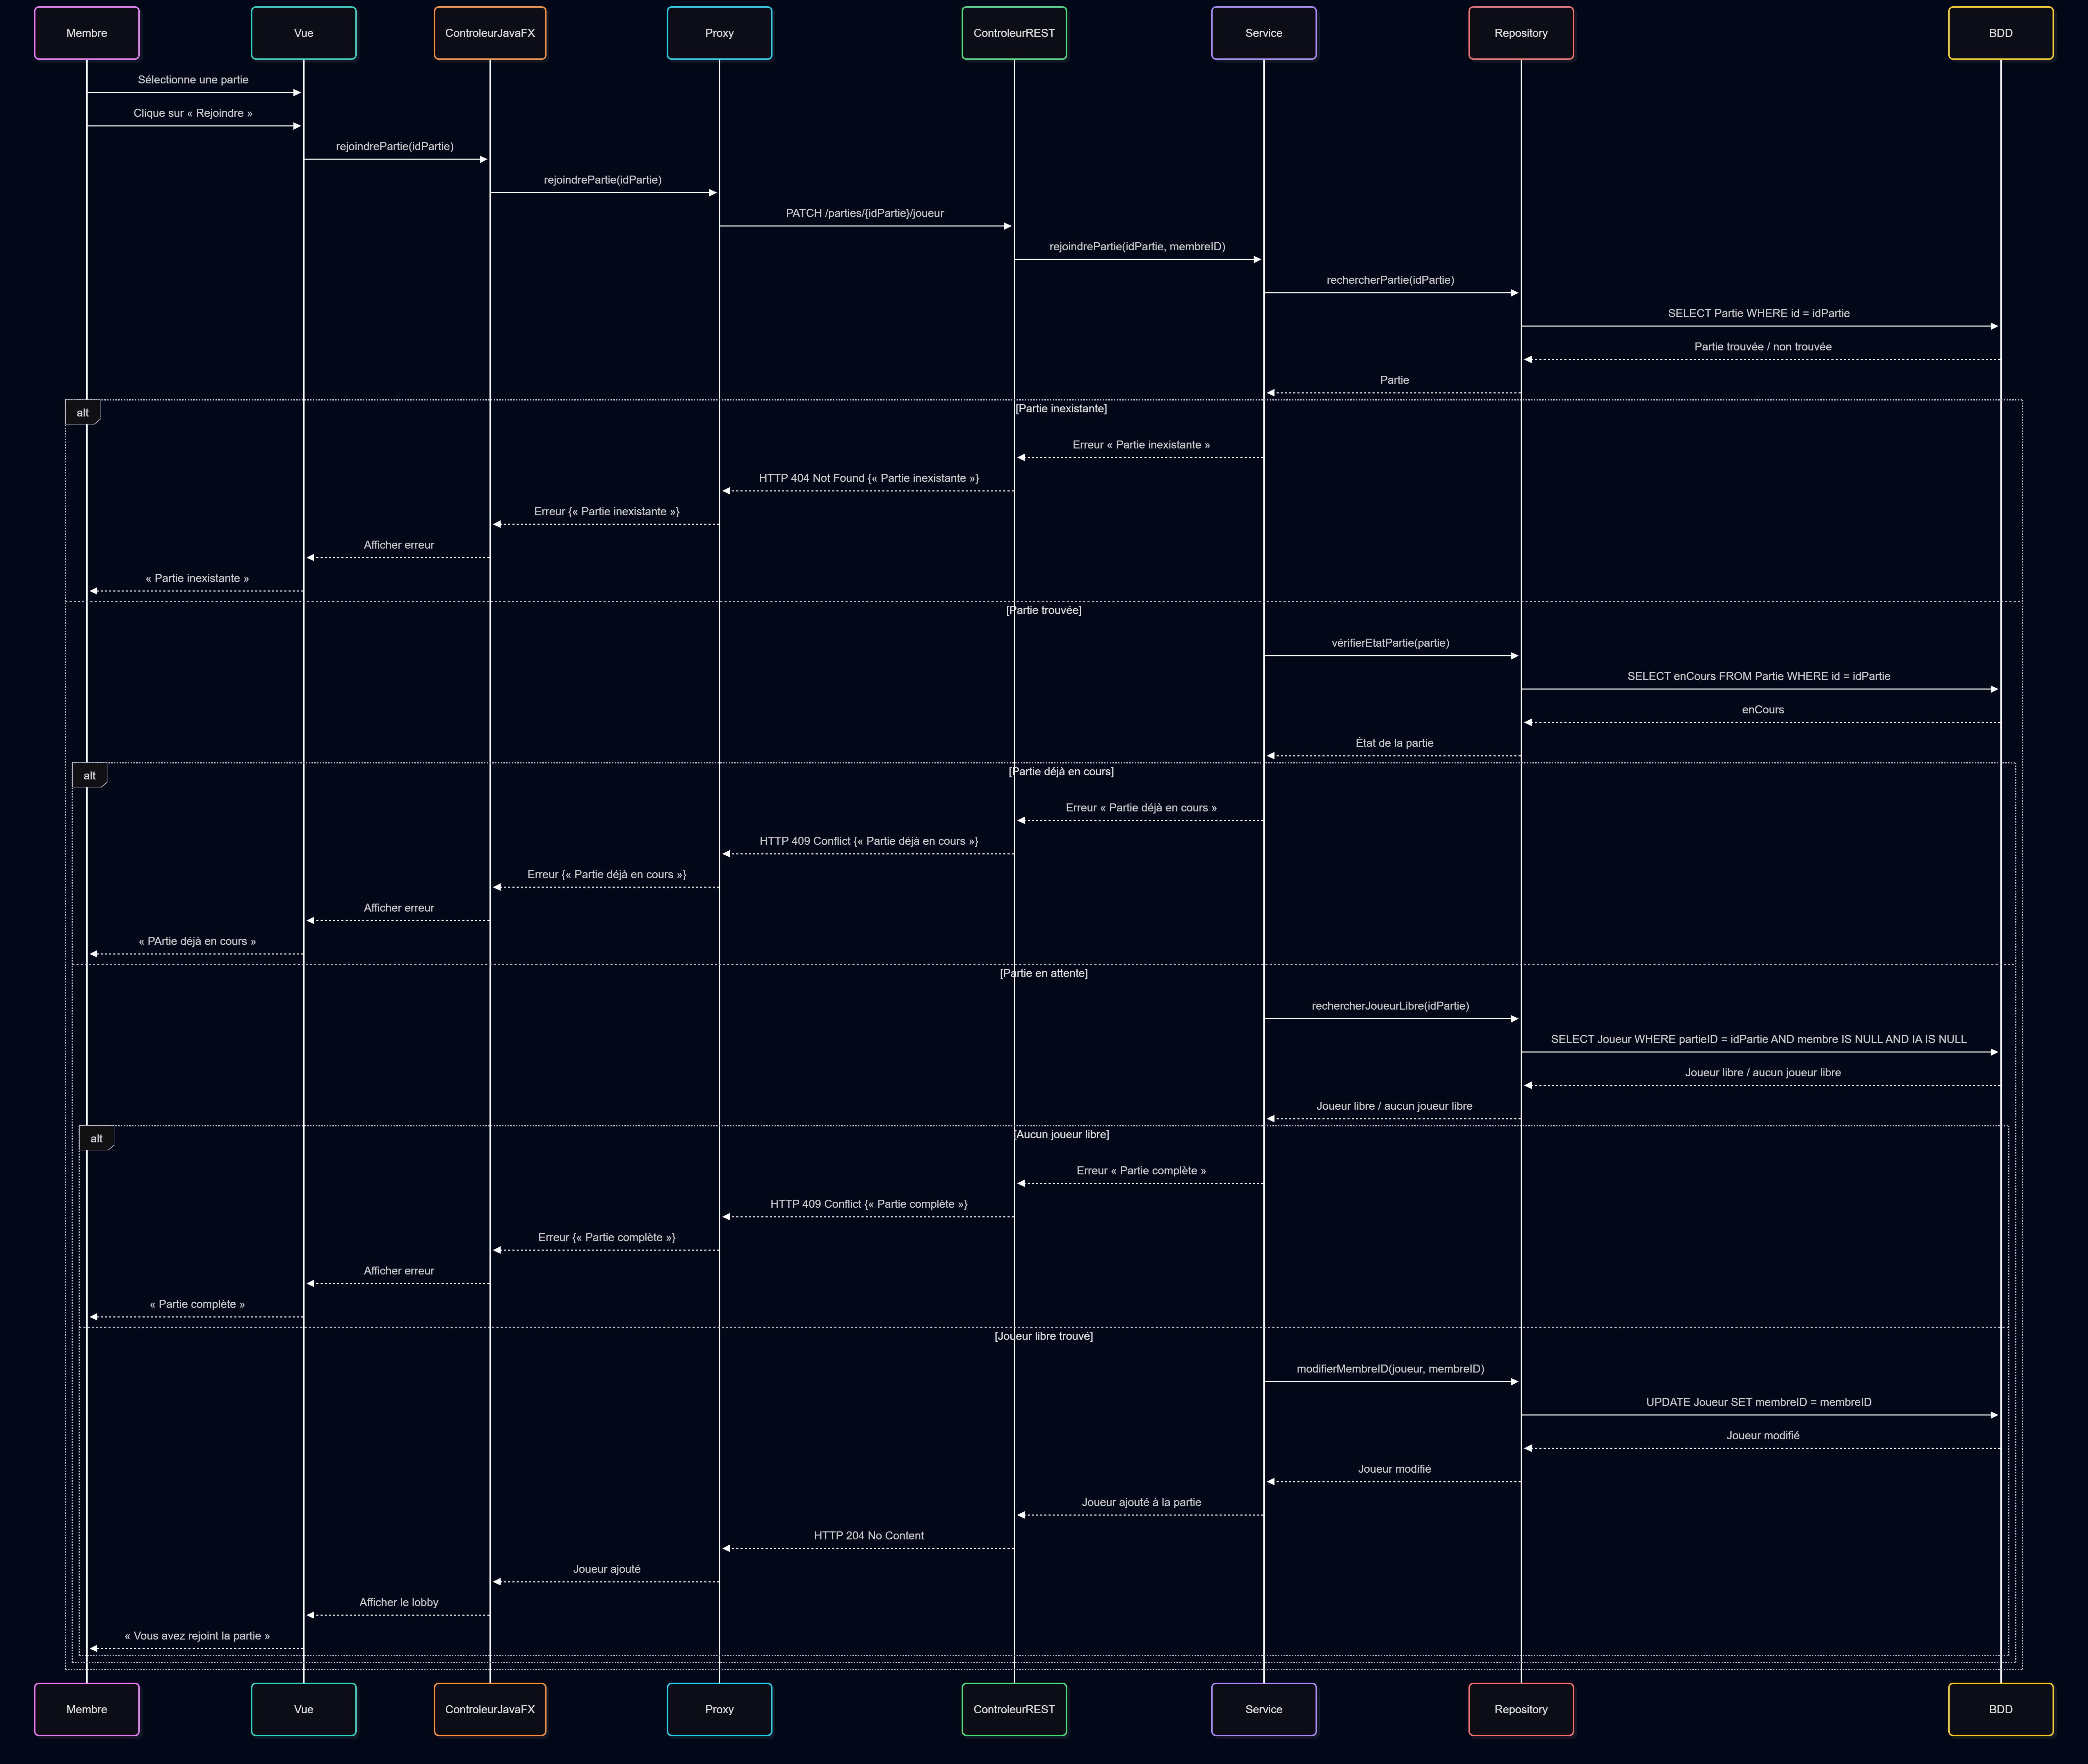 Membre
Vue
ControleurJavaFX
Proxy
ControleurREST
Service
Repository
BDD
Sélectionne une partie
Clique sur « Rejoindre »
rejoindrePartie(idPartie)
rejoindrePartie(idPartie)
PATCH /parties/{idPartie}/joueur
rejoindrePartie(idPartie, membreID)
rechercherPartie(idPartie)
SELECT Partie WHERE id = idPartie
Partie trouvée / non trouvée
Partie
alt
[Partie inexistante]
Erreur « Partie inexistante »
HTTP 404 Not Found {« Partie inexistante »}
Erreur {« Partie inexistante »}
Afficher erreur
« Partie inexistante »
[Partie trouvée]
vérifierEtatPartie(partie)
SELECT enCours FROM Partie WHERE id = idPartie
enCours
État de la partie
alt
[Partie déjà en cours]
Erreur « Partie déjà en cours »
HTTP 409 Conflict {« Partie déjà en cours »}
Erreur {« Partie déjà en cours »}
Afficher erreur
« PArtie déjà en cours »
[Partie en attente]
rechercherJoueurLibre(idPartie)
SELECT Joueur WHERE partieID = idPartie AND membre IS NULL AND IA IS NULL
Joueur libre / aucun joueur libre
Joueur libre / aucun joueur libre
alt
[Aucun joueur libre]
Erreur « Partie complète »
HTTP 409 Conflict {« Partie complète »}
Erreur {« Partie complète »}
Afficher erreur
« Partie complète »
[Joueur libre trouvé]
modifierMembreID(joueur, membreID)
UPDATE Joueur SET membreID = membreID
Joueur modifié
Joueur modifié
Joueur ajouté à la partie
HTTP 204 No Content
Joueur ajouté
Afficher le lobby
« Vous avez rejoint la partie »
Membre
Vue
ControleurJavaFX
Proxy
ControleurREST
Service
Repository
BDD